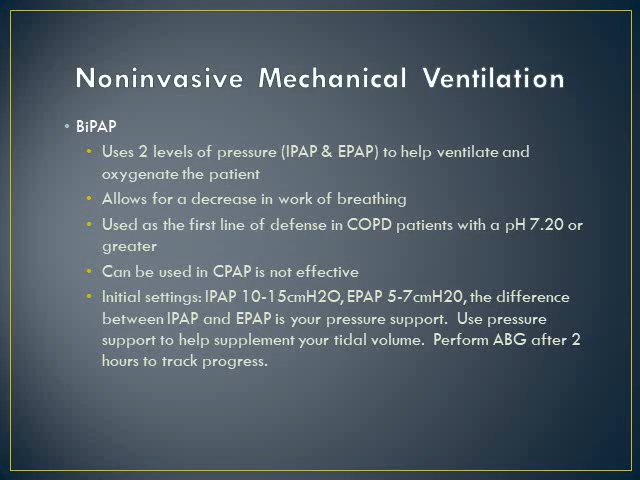 Noninvasive Mechanical Ventilation
• BiPAP
• Uses 2 levels of pressure (IPAP & EPAP) to help ventilate and
oxygenate the patient
• Allows for a decrease in work of breathing
• Used as the first line of defense in COPD patients with a pH 7.20 or
greater
• Can be used in CPAP is not effective
• Initial settings: IPAP 10-15cmH2O, EPAP 5-7cmH20, the difference
between IPAP and EPAP is your pressure support. Use pressure
support to help supplement your tidal volume. Perform ABG after 2
hours to track progress.